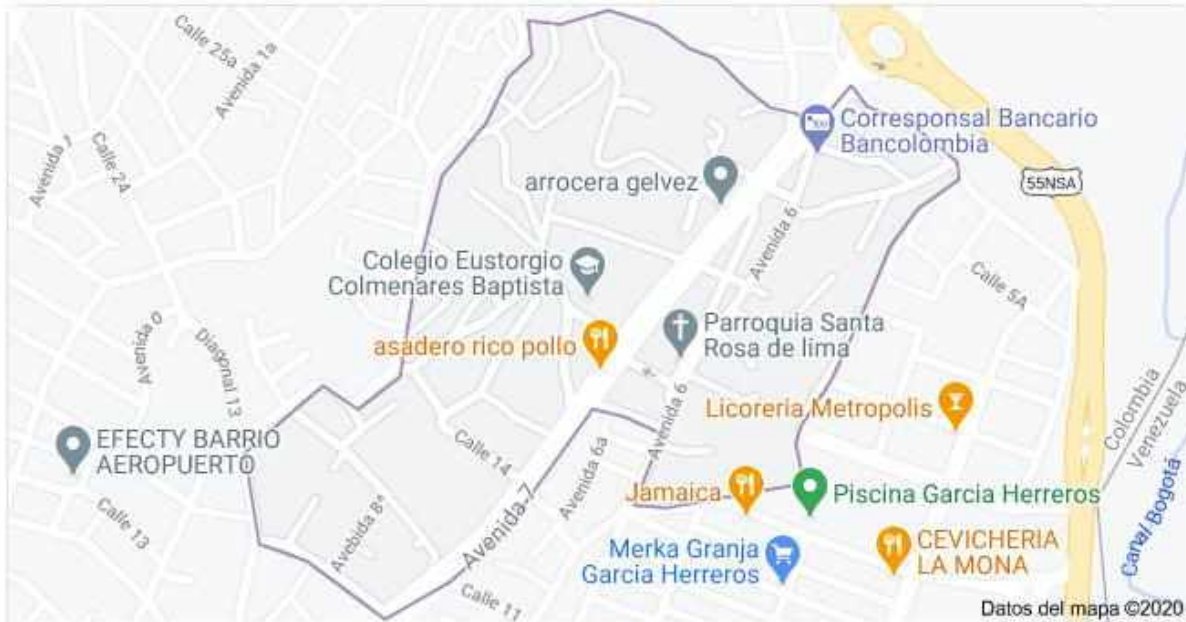 Calle 25a
Avenida 1a
Calle 24
Corresponsal Bancario
Bancolombia
arrocera gelvez
55NSA
Avenida 6
Colegio Eustorgio
Colmenares Baptista
Calle 5A
Avenida 0
Diagonal 13
asadero rico pollo
Parroquia Santa
Rosa de lima
Licoreria Metropolis
Avenida 6
Colombia
Venezuela
EFECTY BARRIO
AEROPUERTO
Calle 14
Avenida 6a
Jamaica
Piscina Garcia Herreros
Calle 13
Avebida 8ª
Avenida 7
Merka Granja
Garcia Herreros
CEVICHERIA
LA MONA
Canal Bogotá
Calle 11
Datos del mapa ©2020